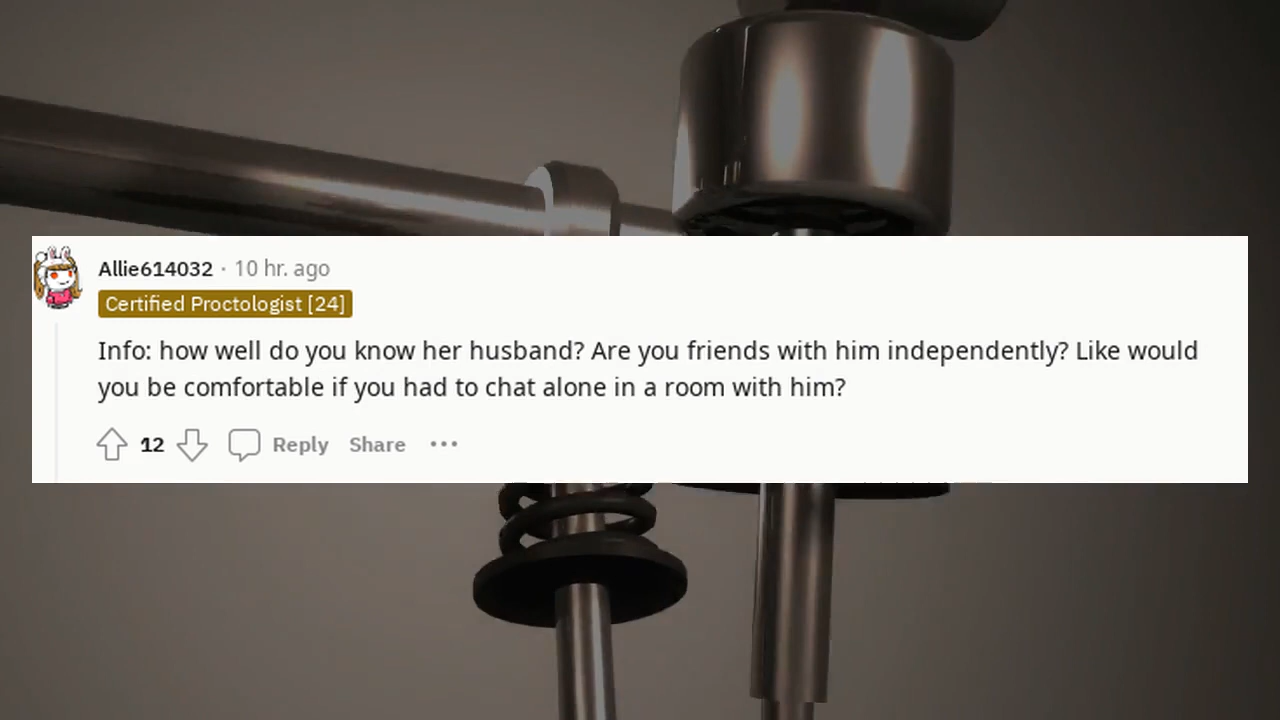 Allie614032 · 10 hr. ago
Certified Proctologist [24]
Info: how well do you know her husband? Are you friends with him independently? Like would
you be comfortable if you had to chat alone in a room with him?
12 Reply Share ···